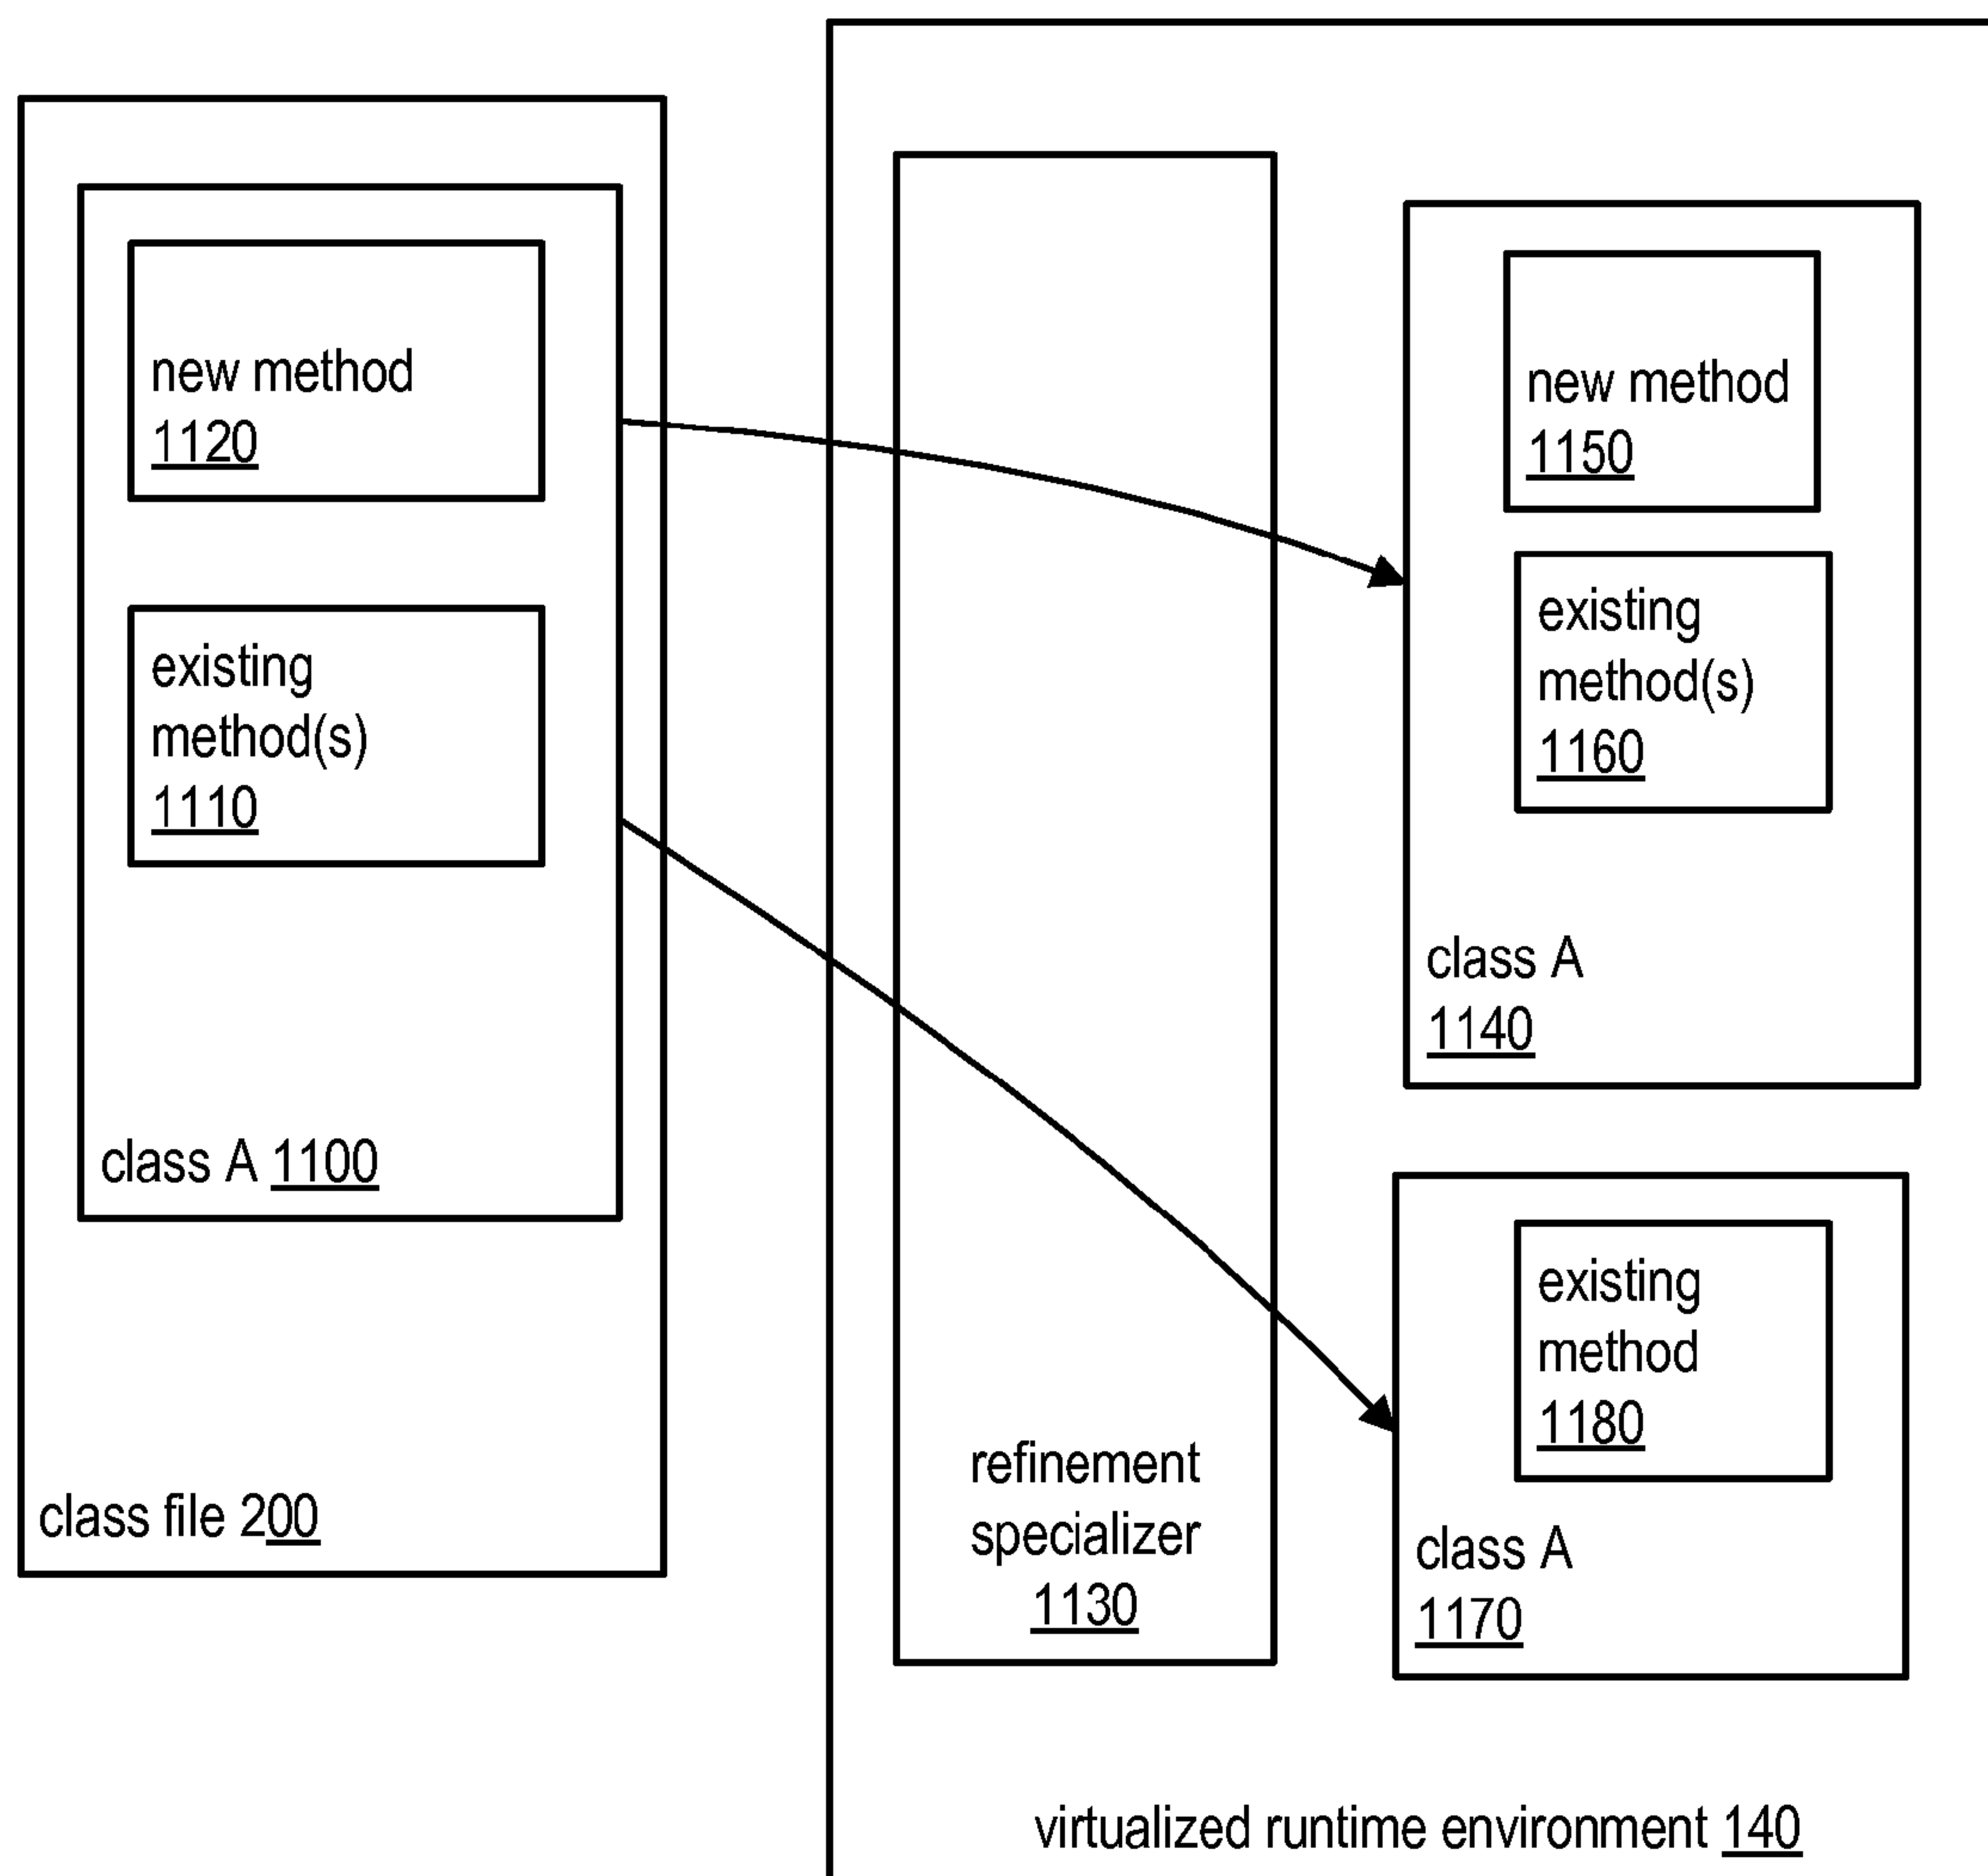 new method
1120
existing
method(s)
1110
class A 1100
class file 200
refinement
specializer
1130
new method
1150
existing
method(s)
1160
class A
1140
existing
method
1180
class A
1170
virtualized runtime environment 140